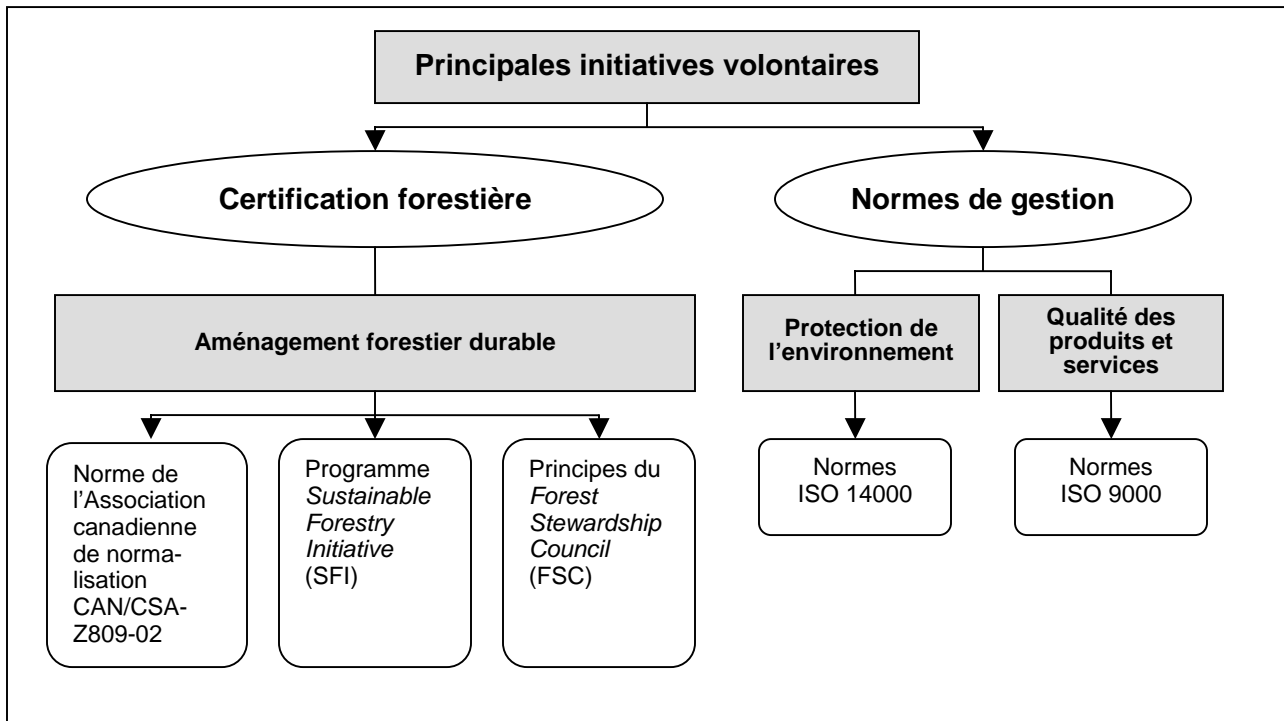 Principales initiatives volontaires
Certification forestière
Normes de gestion
Aménagement forestier durable
Protection de
l'environnement
Qualité des
produits et
services
Norme de
l'Association
canadienne
de norma-
lisation
CAN/CSA-
Z809-02
Programme
Sustainable
Forestry
Initiative
(SFI)
Principes du
Forest
Stewardship
Council
(FSC)
Normes
ISO 14000
Normes
ISO 9000